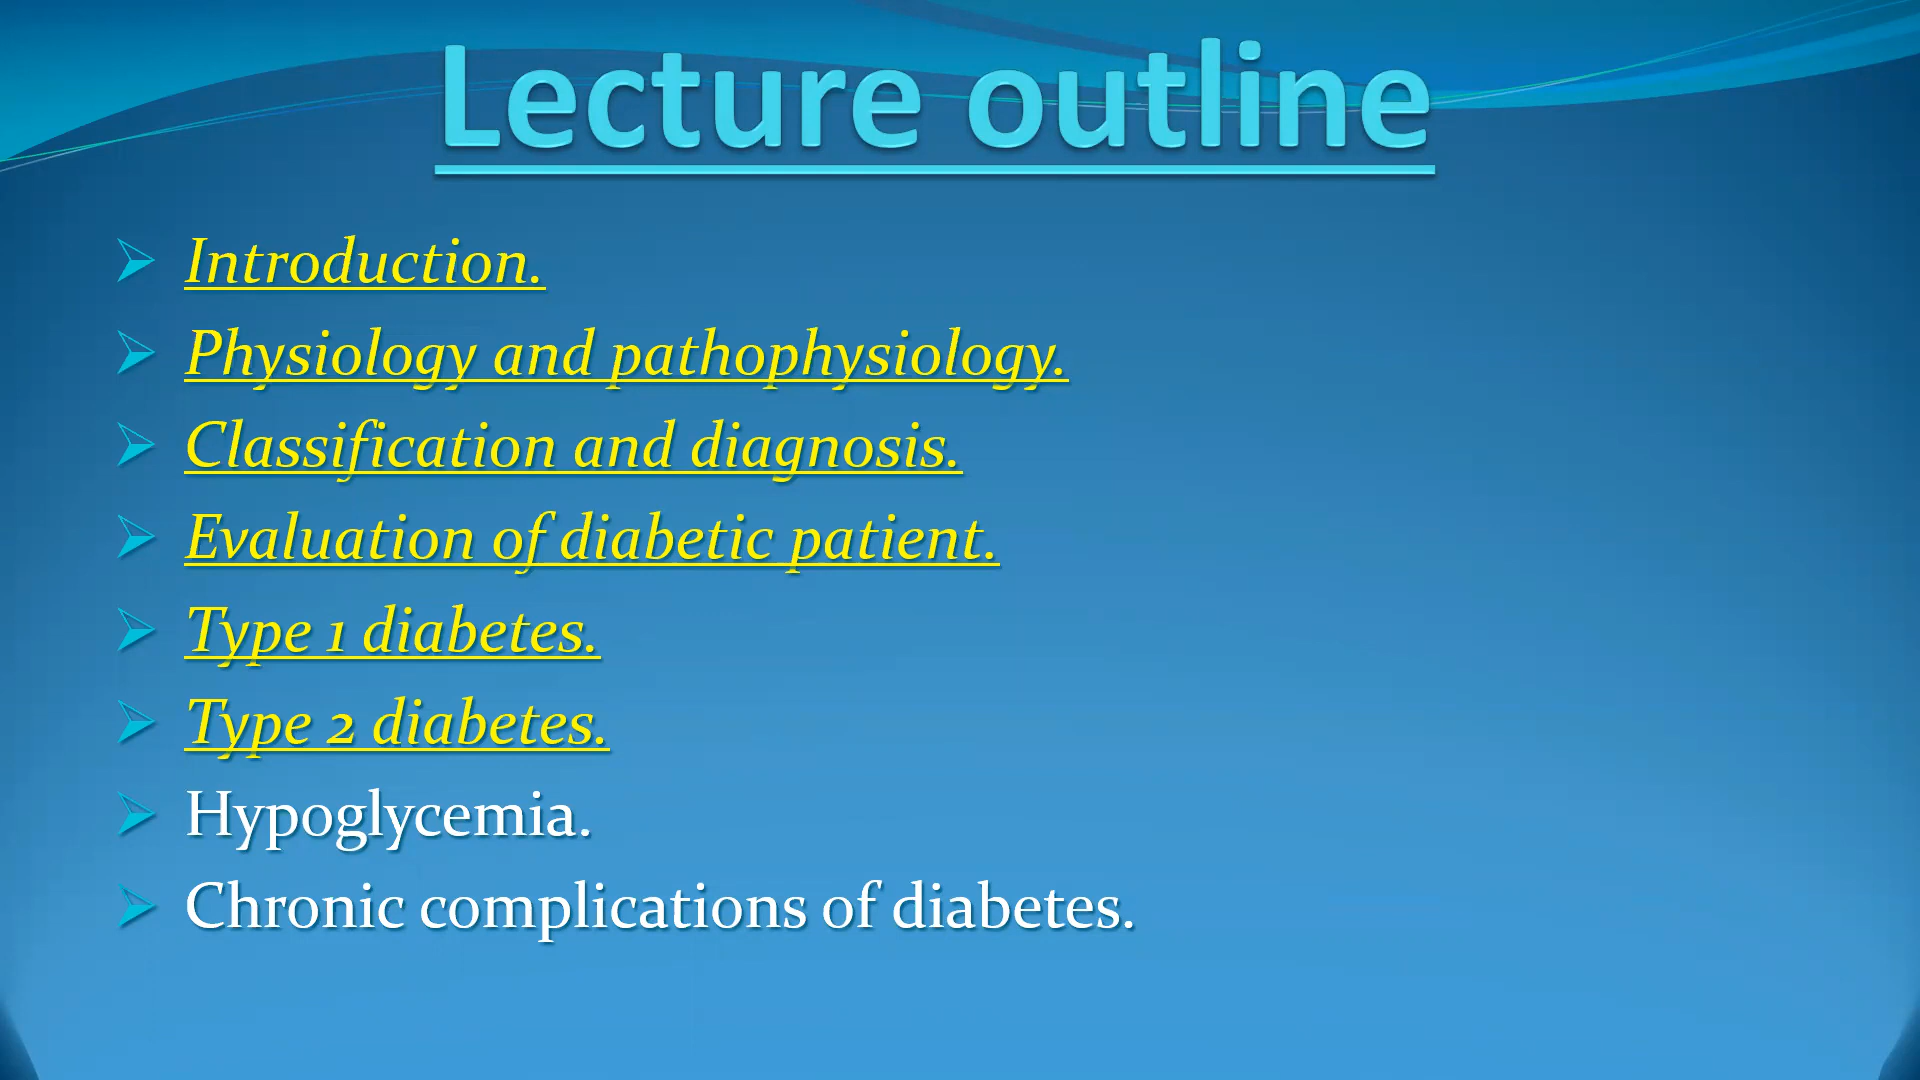 Lecture outline
Introduction.
Physiology and pathophysiology.
Classification and diagnosis.
Evaluation of diabetic patient.
Type 1 diabetes.
Type 2 diabetes.
Hypoglycemia.
Chronic complications of diabetes.